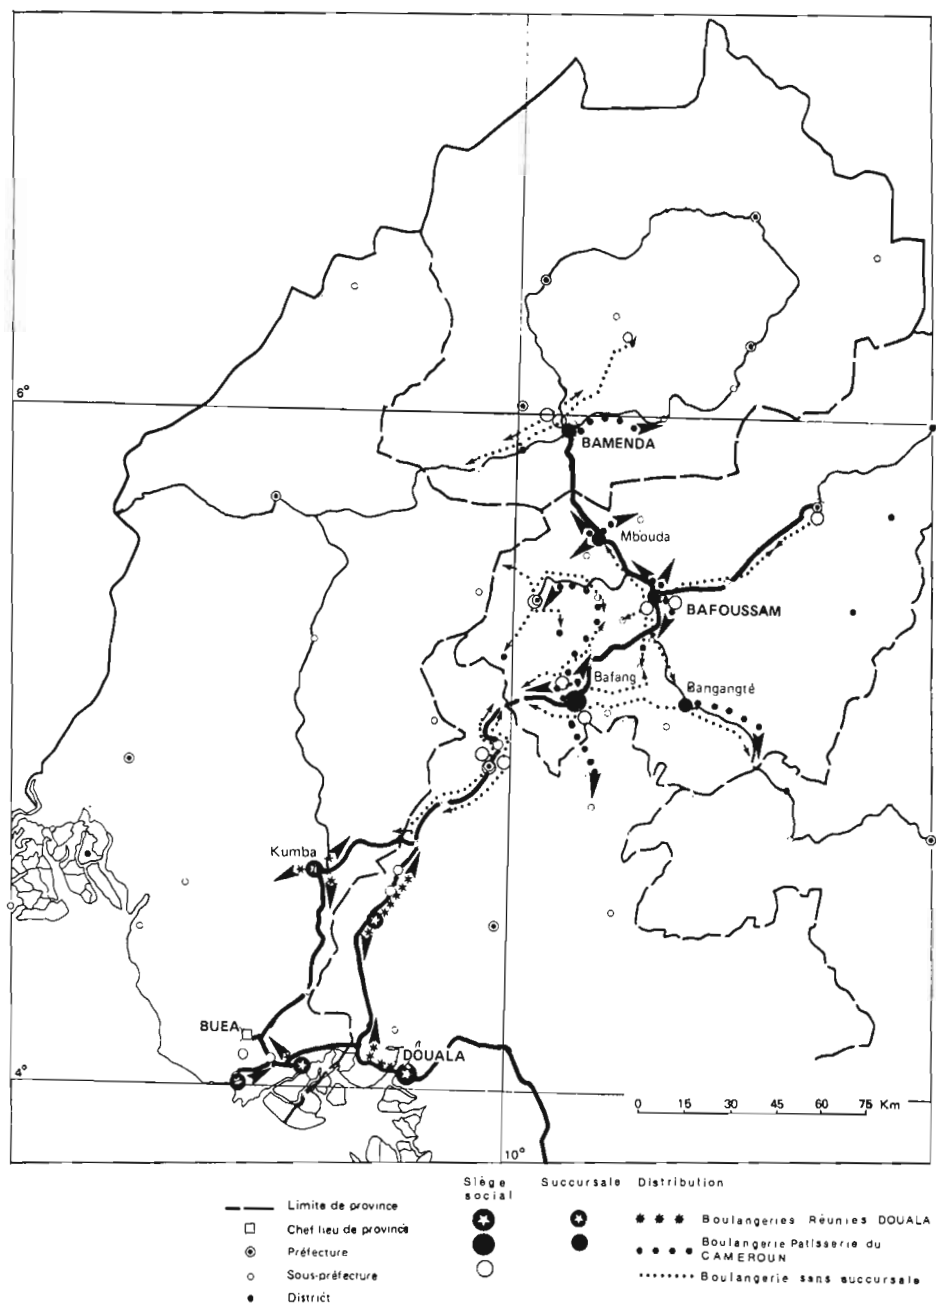 6°
BAMENDA
Mbouda
BAFOUSSAM
Bafang
Bangangté
Kumba
BUEA
DOUALA
4°
0 15 30 45 60 75 Km
10°
Siège social Succursale Distribution
Limite de province
Chef lieu de province
Préfecture
Sous-préfecture
District
Boulangeries Réunies DOUALA
Boulangerie Patisserie du
CAMEROUN
Boulangerie sans succursale